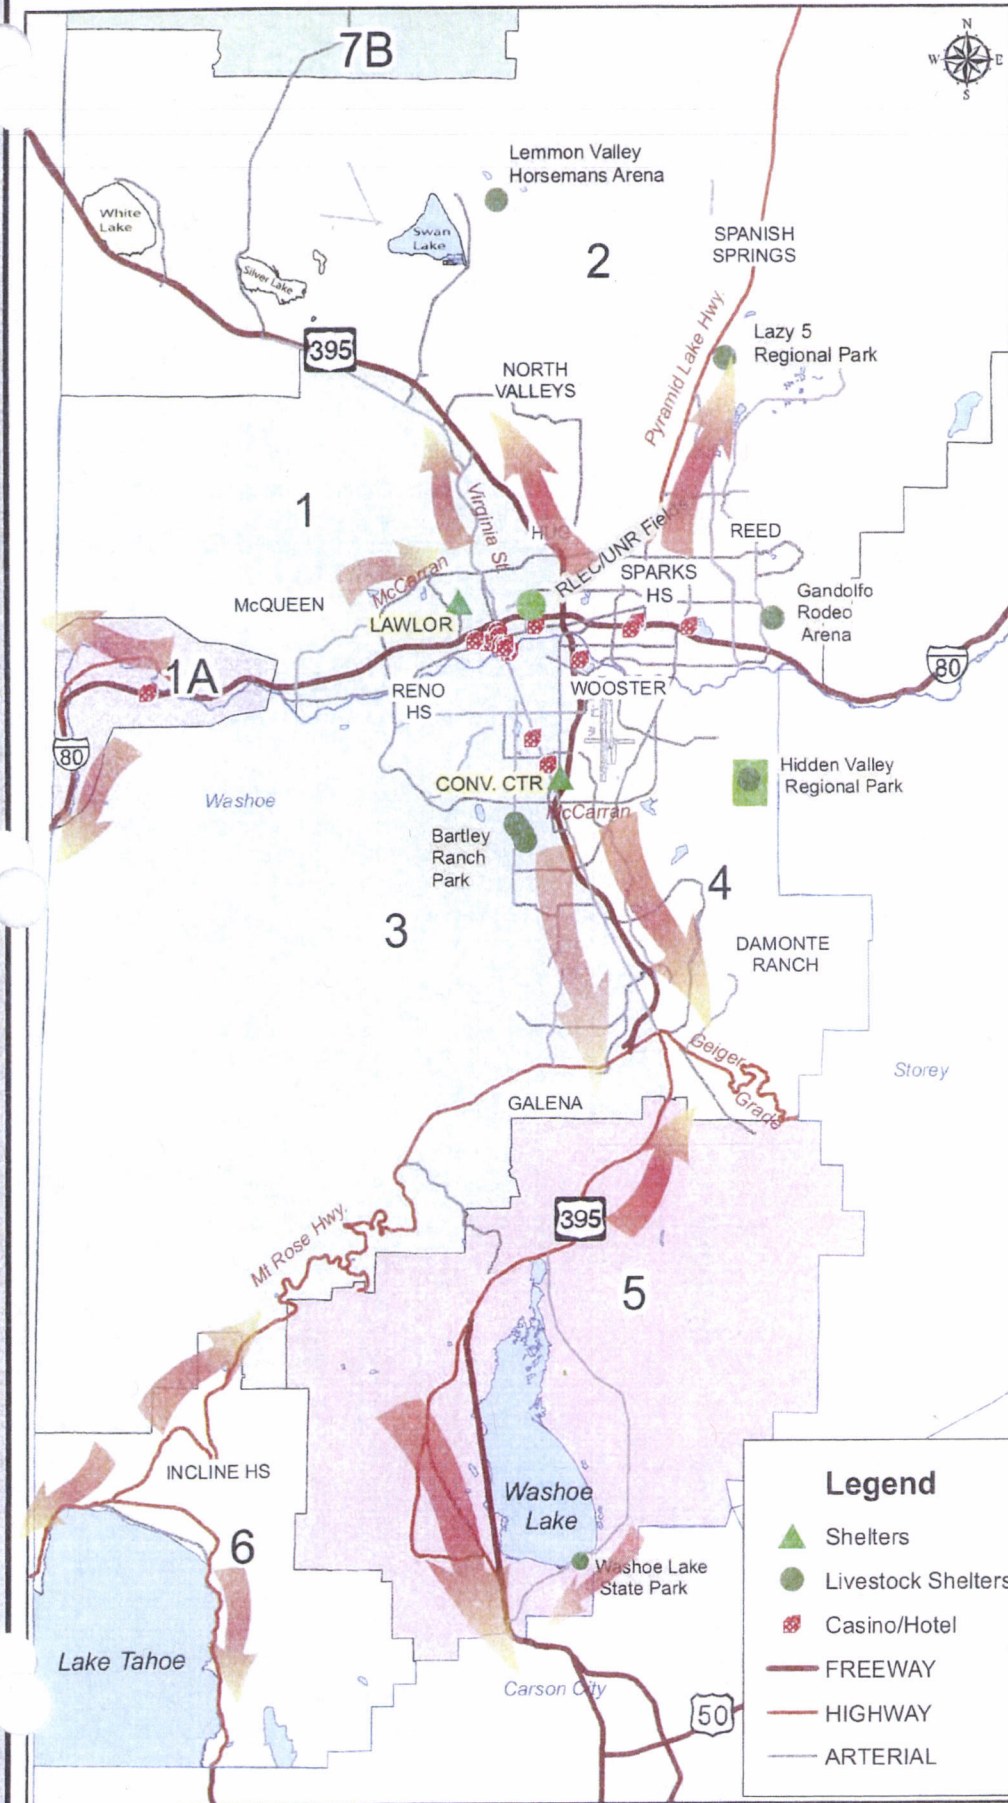 7B
N
W
E
S
Lemmon Valley
Horsemans Arena
White
Lake
Swan
Lake
2
SPANISH
SPRINGS
Silver Lake
395
Pyramid Lake Hwy.
Lazy 5
Regional Park
NORTH
VALLEYS
1
Virginia St.
HUG
RLEC/UNR Fields
REED
McCarran
SPARKS
HS
McQUEEN
LAWLOR
Gandolfo
Rodeo
Arena
1A
80
RENO
HS
WOOSTER
80
Washoe
CONV. CTR
McCarran
Hidden Valley
Regional Park
Bartley
Ranch
Park
4
3
DAMONTE
RANCH
Geiger
Grade
Storey
GALENA
395
Mt Rose Hwy.
5
INCLINE HS
Washoe
Lake
6
Washoe Lake
State Park
Lake Tahoe
Carson City
50
Legend
Shelters
Livestock Shelters
Casino/Hotel
FREEWAY
HIGHWAY
ARTERIAL